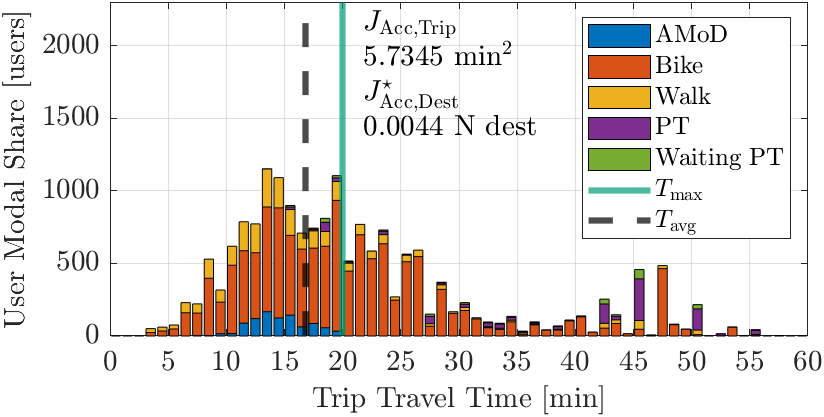 2000
1500
1000
500
0
User Modal Share [users]
J_Acc,Trip
5.7345 min²
J⋆_Acc,Dest
0.0044 N dest
AMoD
Bike
Walk
PT
Waiting PT
T_max
T_avg
0 5 10 15 20 25 30 35 40 45 50 55 60
Trip Travel Time [min]